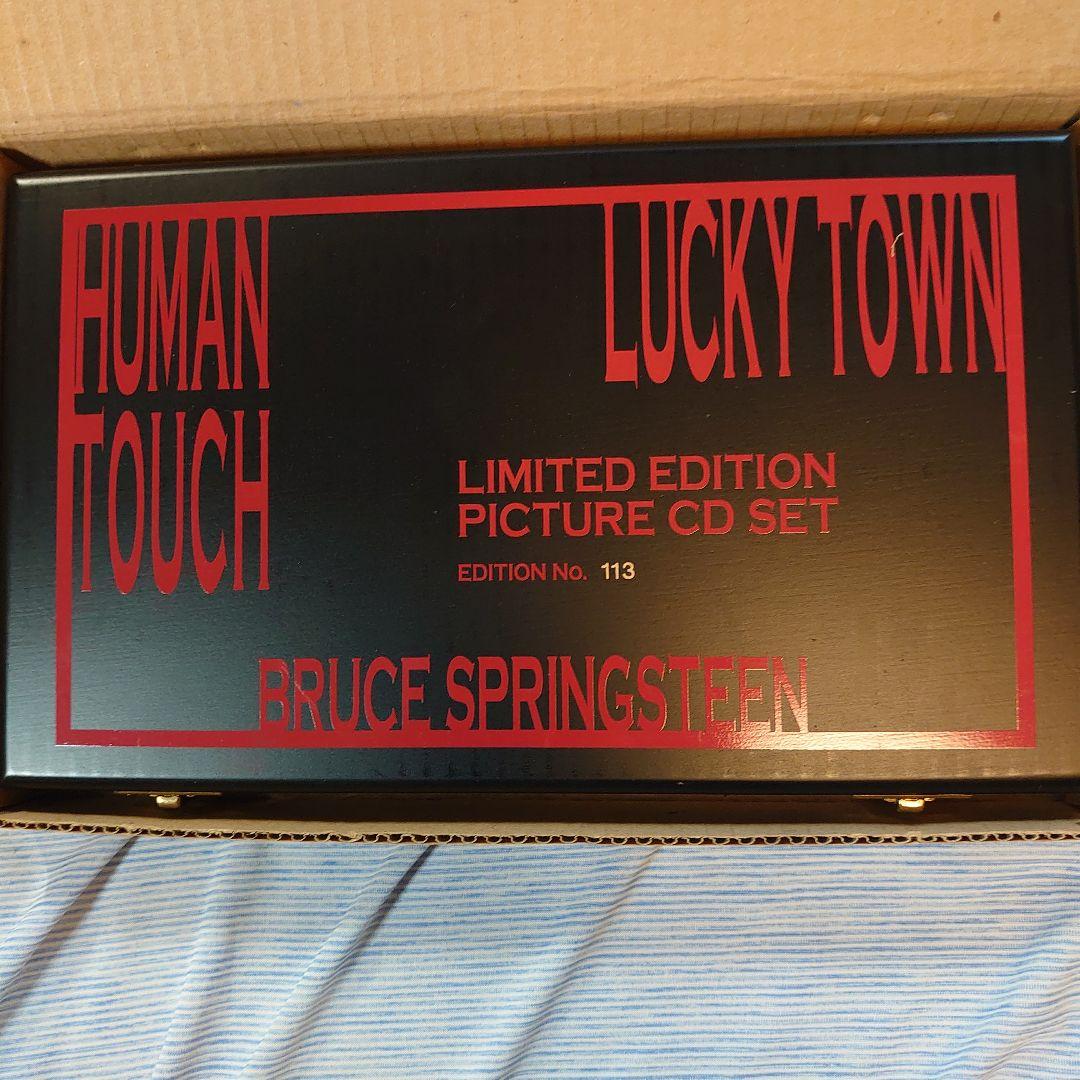 HUMAN
TOUCH
LUCKY TOWN
LIMITED EDITION
PICTURE CD SET
EDITION No. 113
BRUCE SPRINGSTEEN